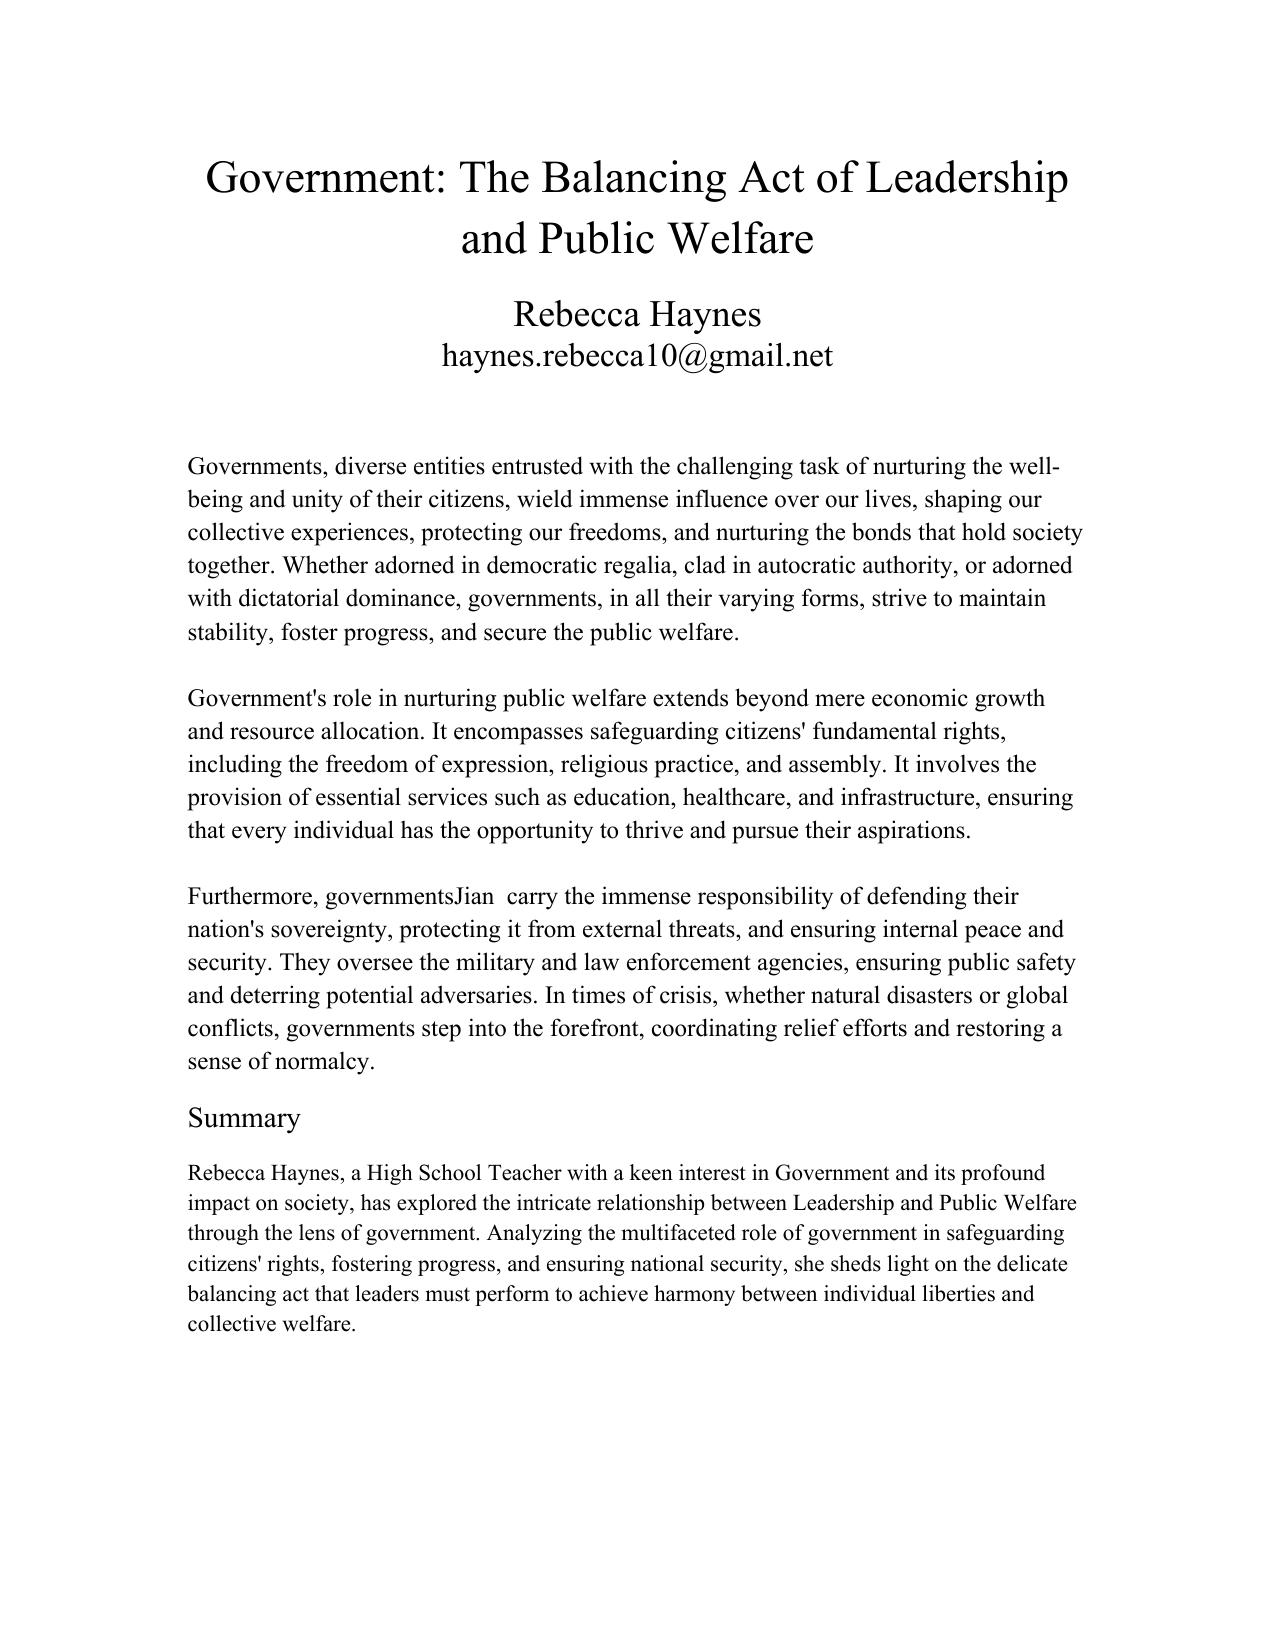 Government: The Balancing Act of Leadership
and Public Welfare
Rebecca Haynes
haynes.rebecca10@gmail.net
Governments, diverse entities entrusted with the challenging task of nurturing the well-
being and unity of their citizens, wield immense influence over our lives, shaping our
collective experiences, protecting our freedoms, and nurturing the bonds that hold society
together. Whether adorned in democratic regalia, clad in autocratic authority, or adorned
with dictatorial dominance, governments, in all their varying forms, strive to maintain
stability, foster progress, and secure the public welfare.
Government's role in nurturing public welfare extends beyond mere economic growth
and resource allocation. It encompasses safeguarding citizens' fundamental rights,
including the freedom of expression, religious practice, and assembly. It involves the
provision of essential services such as education, healthcare, and infrastructure, ensuring
that every individual has the opportunity to thrive and pursue their aspirations.
Furthermore, governmentsJian  carry the immense responsibility of defending their
nation's sovereignty, protecting it from external threats, and ensuring internal peace and
security. They oversee the military and law enforcement agencies, ensuring public safety
and deterring potential adversaries. In times of crisis, whether natural disasters or global
conflicts, governments step into the forefront, coordinating relief efforts and restoring a
sense of normalcy.
Summary
Rebecca Haynes, a High School Teacher with a keen interest in Government and its profound
impact on society, has explored the intricate relationship between Leadership and Public Welfare
through the lens of government. Analyzing the multifaceted role of government in safeguarding
citizens' rights, fostering progress, and ensuring national security, she sheds light on the delicate
balancing act that leaders must perform to achieve harmony between individual liberties and
collective welfare.